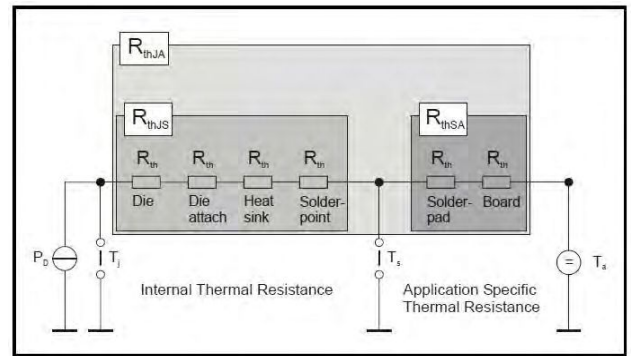 RthJA
RthJS
RthSA
Rth Rth Rth Rth Rth Rth
Die Die attach Heat sink Solder-point Solder-pad Board
PD Tj Ts = Ta
Internal Thermal Resistance
Application Specific
Thermal Resistance